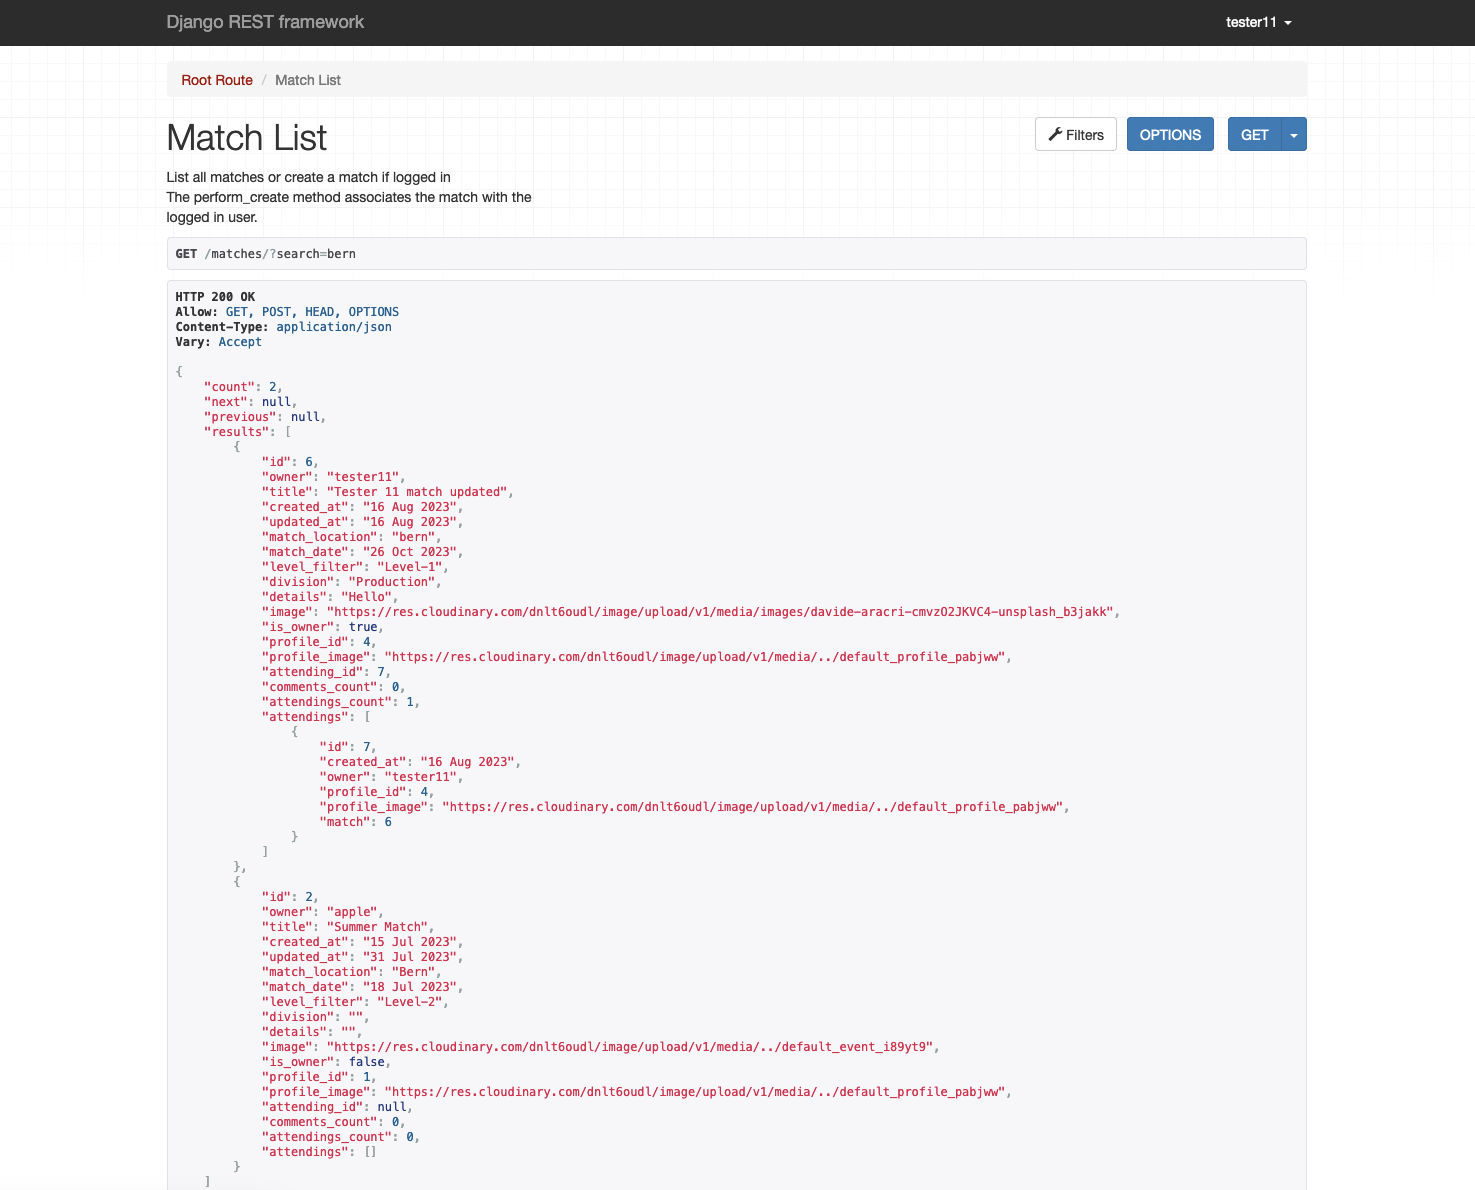 Django REST framework
tester11
Root Route / Match List
Match List
Filters
OPTIONS
GET
List all matches or create a match if logged in
The perform_create method associates the match with the
logged in user.
GET /matches/?search=bern
HTTP 200 OK
Allow: GET, POST, HEAD, OPTIONS
Content-Type: application/json
Vary: Accept
{
    "count": 2,
    "next": null,
    "previous": null,
    "results": [
        {
            "id": 6,
            "owner": "tester11",
            "title": "Tester 11 match updated",
            "created_at": "16 Aug 2023",
            "updated_at": "16 Aug 2023",
            "match_location": "bern",
            "match_date": "26 Oct 2023",
            "level_filter": "Level-1",
            "division": "Production",
            "details": "Hello",
            "image": "https://res.cloudinary.com/dnlt6oudl/image/upload/v1/media/images/davide-aracri-cmvzO2JKVC4-unsplash_b3jakk",
            "is_owner": true,
            "profile_id": 4,
            "profile_image": "https://res.cloudinary.com/dnlt6oudl/image/upload/v1/media/../default_profile_pabjww",
            "attending_id": 7,
            "comments_count": 0,
            "attendings_count": 1,
            "attendings": [
                {
                    "id": 7,
                    "created_at": "16 Aug 2023",
                    "owner": "tester11",
                    "profile_id": 4,
                    "profile_image": "https://res.cloudinary.com/dnlt6oudl/image/upload/v1/media/../default_profile_pabjww",
                    "match": 6
                }
            ]
        },
        {
            "id": 2,
            "owner": "apple",
            "title": "Summer Match",
            "created_at": "15 Jul 2023",
            "updated_at": "31 Jul 2023",
            "match_location": "Bern",
            "match_date": "18 Jul 2023",
            "level_filter": "Level-2",
            "division": "",
            "details": "",
            "image": "https://res.cloudinary.com/dnlt6oudl/image/upload/v1/media/../default_event_i89yt9",
            "is_owner": false,
            "profile_id": 1,
            "profile_image": "https://res.cloudinary.com/dnlt6oudl/image/upload/v1/media/../default_profile_pabjww",
            "attending_id": null,
            "comments_count": 0,
            "attendings_count": 0,
            "attendings": []
        }
    ]